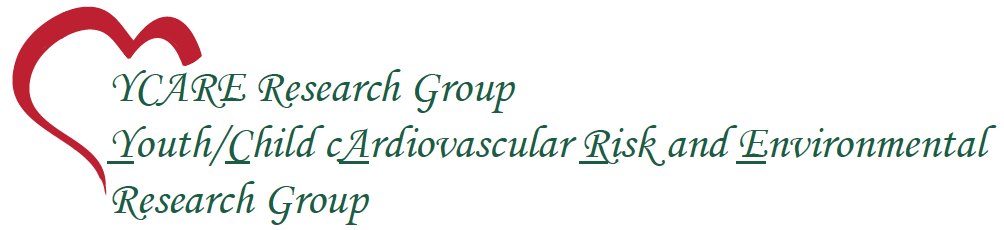 YCARE Research Group
Youth/Child cArdiovascular Risk and Environmental
Research Group